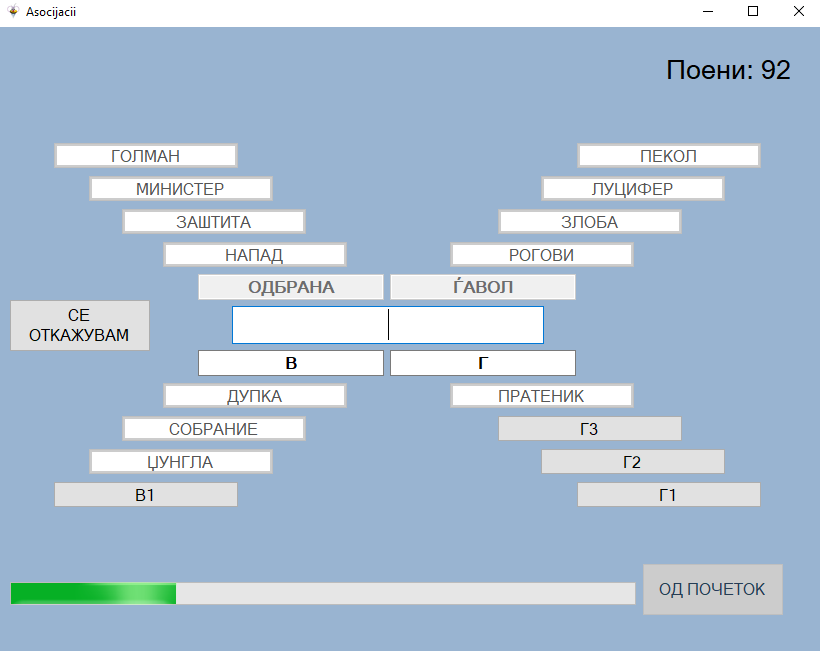 Asocijacii
Поени: 92
ГОЛМАН
ПЕКОЛ
МИНИСТЕР
ЛУЦИФЕР
ЗАШТИТА
ЗЛОБА
НАПАД
РОГОВИ
ОДБРАНА
ЃАВОЛ
СЕ
ОТКАЖУВАМ
В
Г
ДУПКА
ПРАТЕНИК
СОБРАНИЕ
Г3
ЏУНГЛА
Г2
В1
Г1
ОД ПОЧЕТОК